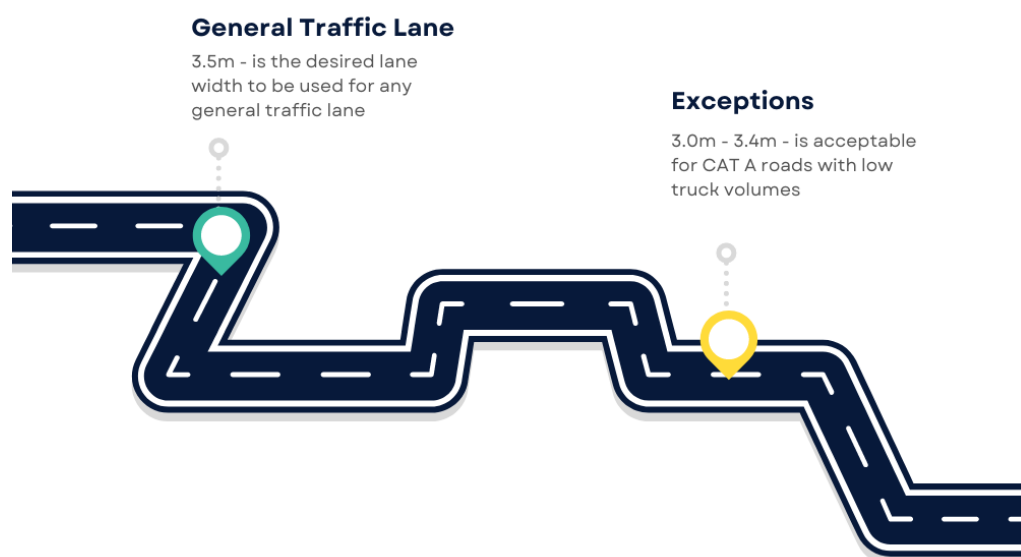 General Traffic Lane
3.5m - is the desired lane
width to be used for any
general traffic lane
Exceptions
3.0m - 3.4m - is acceptable
for CAT A roads with low
truck volumes